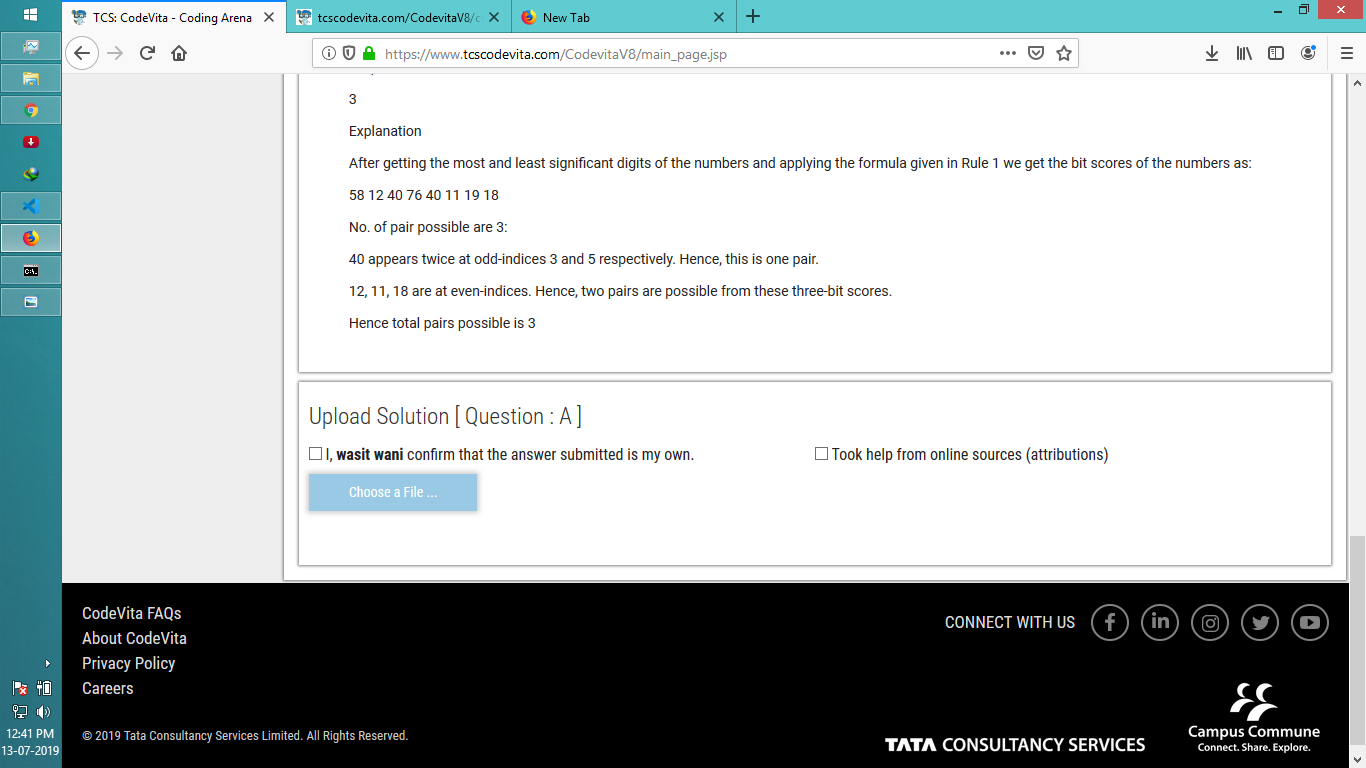 TCS: CodeVita - Coding Arena
tcscodevita.com/CodevitaV8/
New Tab
https://www.tcscodevita.com/CodevitaV8/main_page.jsp
3
Explanation
After getting the most and least significant digits of the numbers and applying the formula given in Rule 1 we get the bit scores of the numbers as:
58 12 40 76 40 11 19 18
No. of pair possible are 3:
40 appears twice at odd-indices 3 and 5 respectively. Hence, this is one pair.
12, 11, 18 are at even-indices. Hence, two pairs are possible from these three-bit scores.
Hence total pairs possible is 3
Upload Solution [ Question : A ]
I, wasit wani confirm that the answer submitted is my own.
Took help from online sources (attributions)
Choose a File ...
CodeVita FAQs
About CodeVita
Privacy Policy
Careers
CONNECT WITH US
© 2019 Tata Consultancy Services Limited. All Rights Reserved.
TATA CONSULTANCY SERVICES
Campus Commune
Connect. Share. Explore.
12:41 PM
13-07-2019